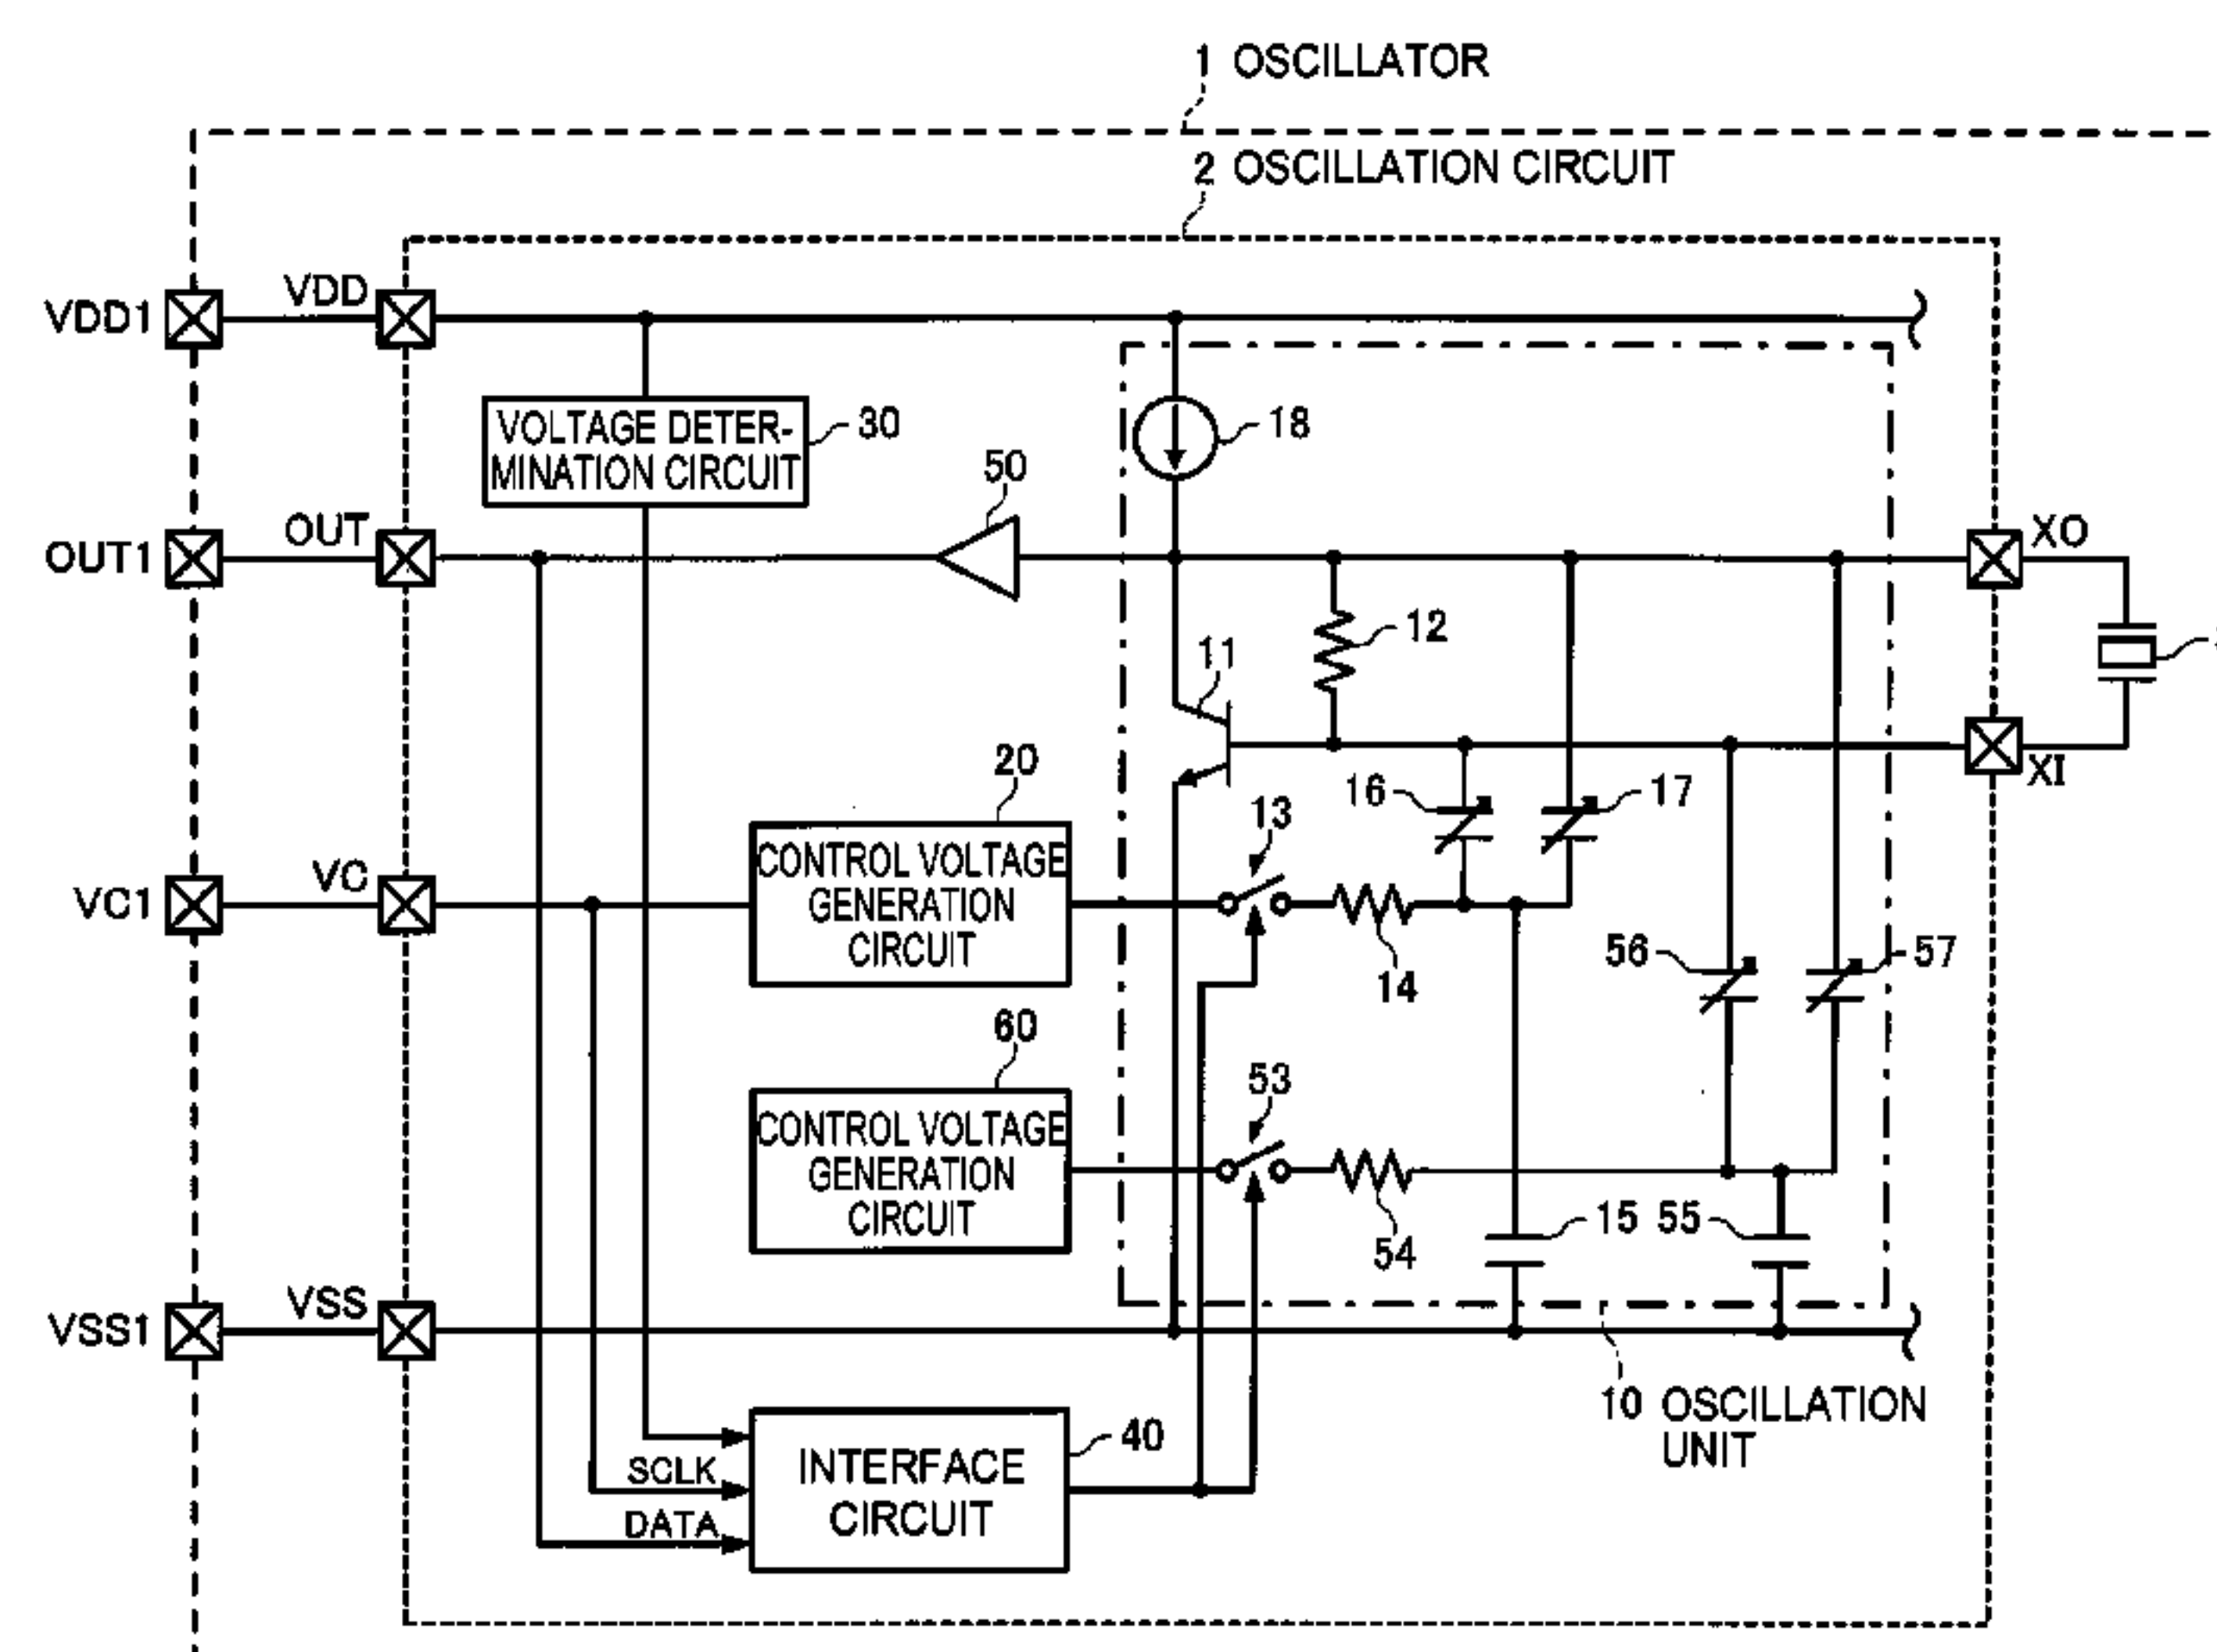 1 OSCILLATOR
2 OSCILLATION CIRCUIT
VDD1
VDD
VOLTAGE DETER-
MINATION CIRCUIT
30
18
50
OUT1
OUT
XO
12
11
XI
20
16
17
13
VC1
VC
CONTROL VOLTAGE
GENERATION
CIRCUIT
14
56
57
60
53
CONTROL VOLTAGE
GENERATION
CIRCUIT
54
15
55
VSS1
VSS
10 OSCILLATION
UNIT
40
SCLK
DATA
INTERFACE
CIRCUIT